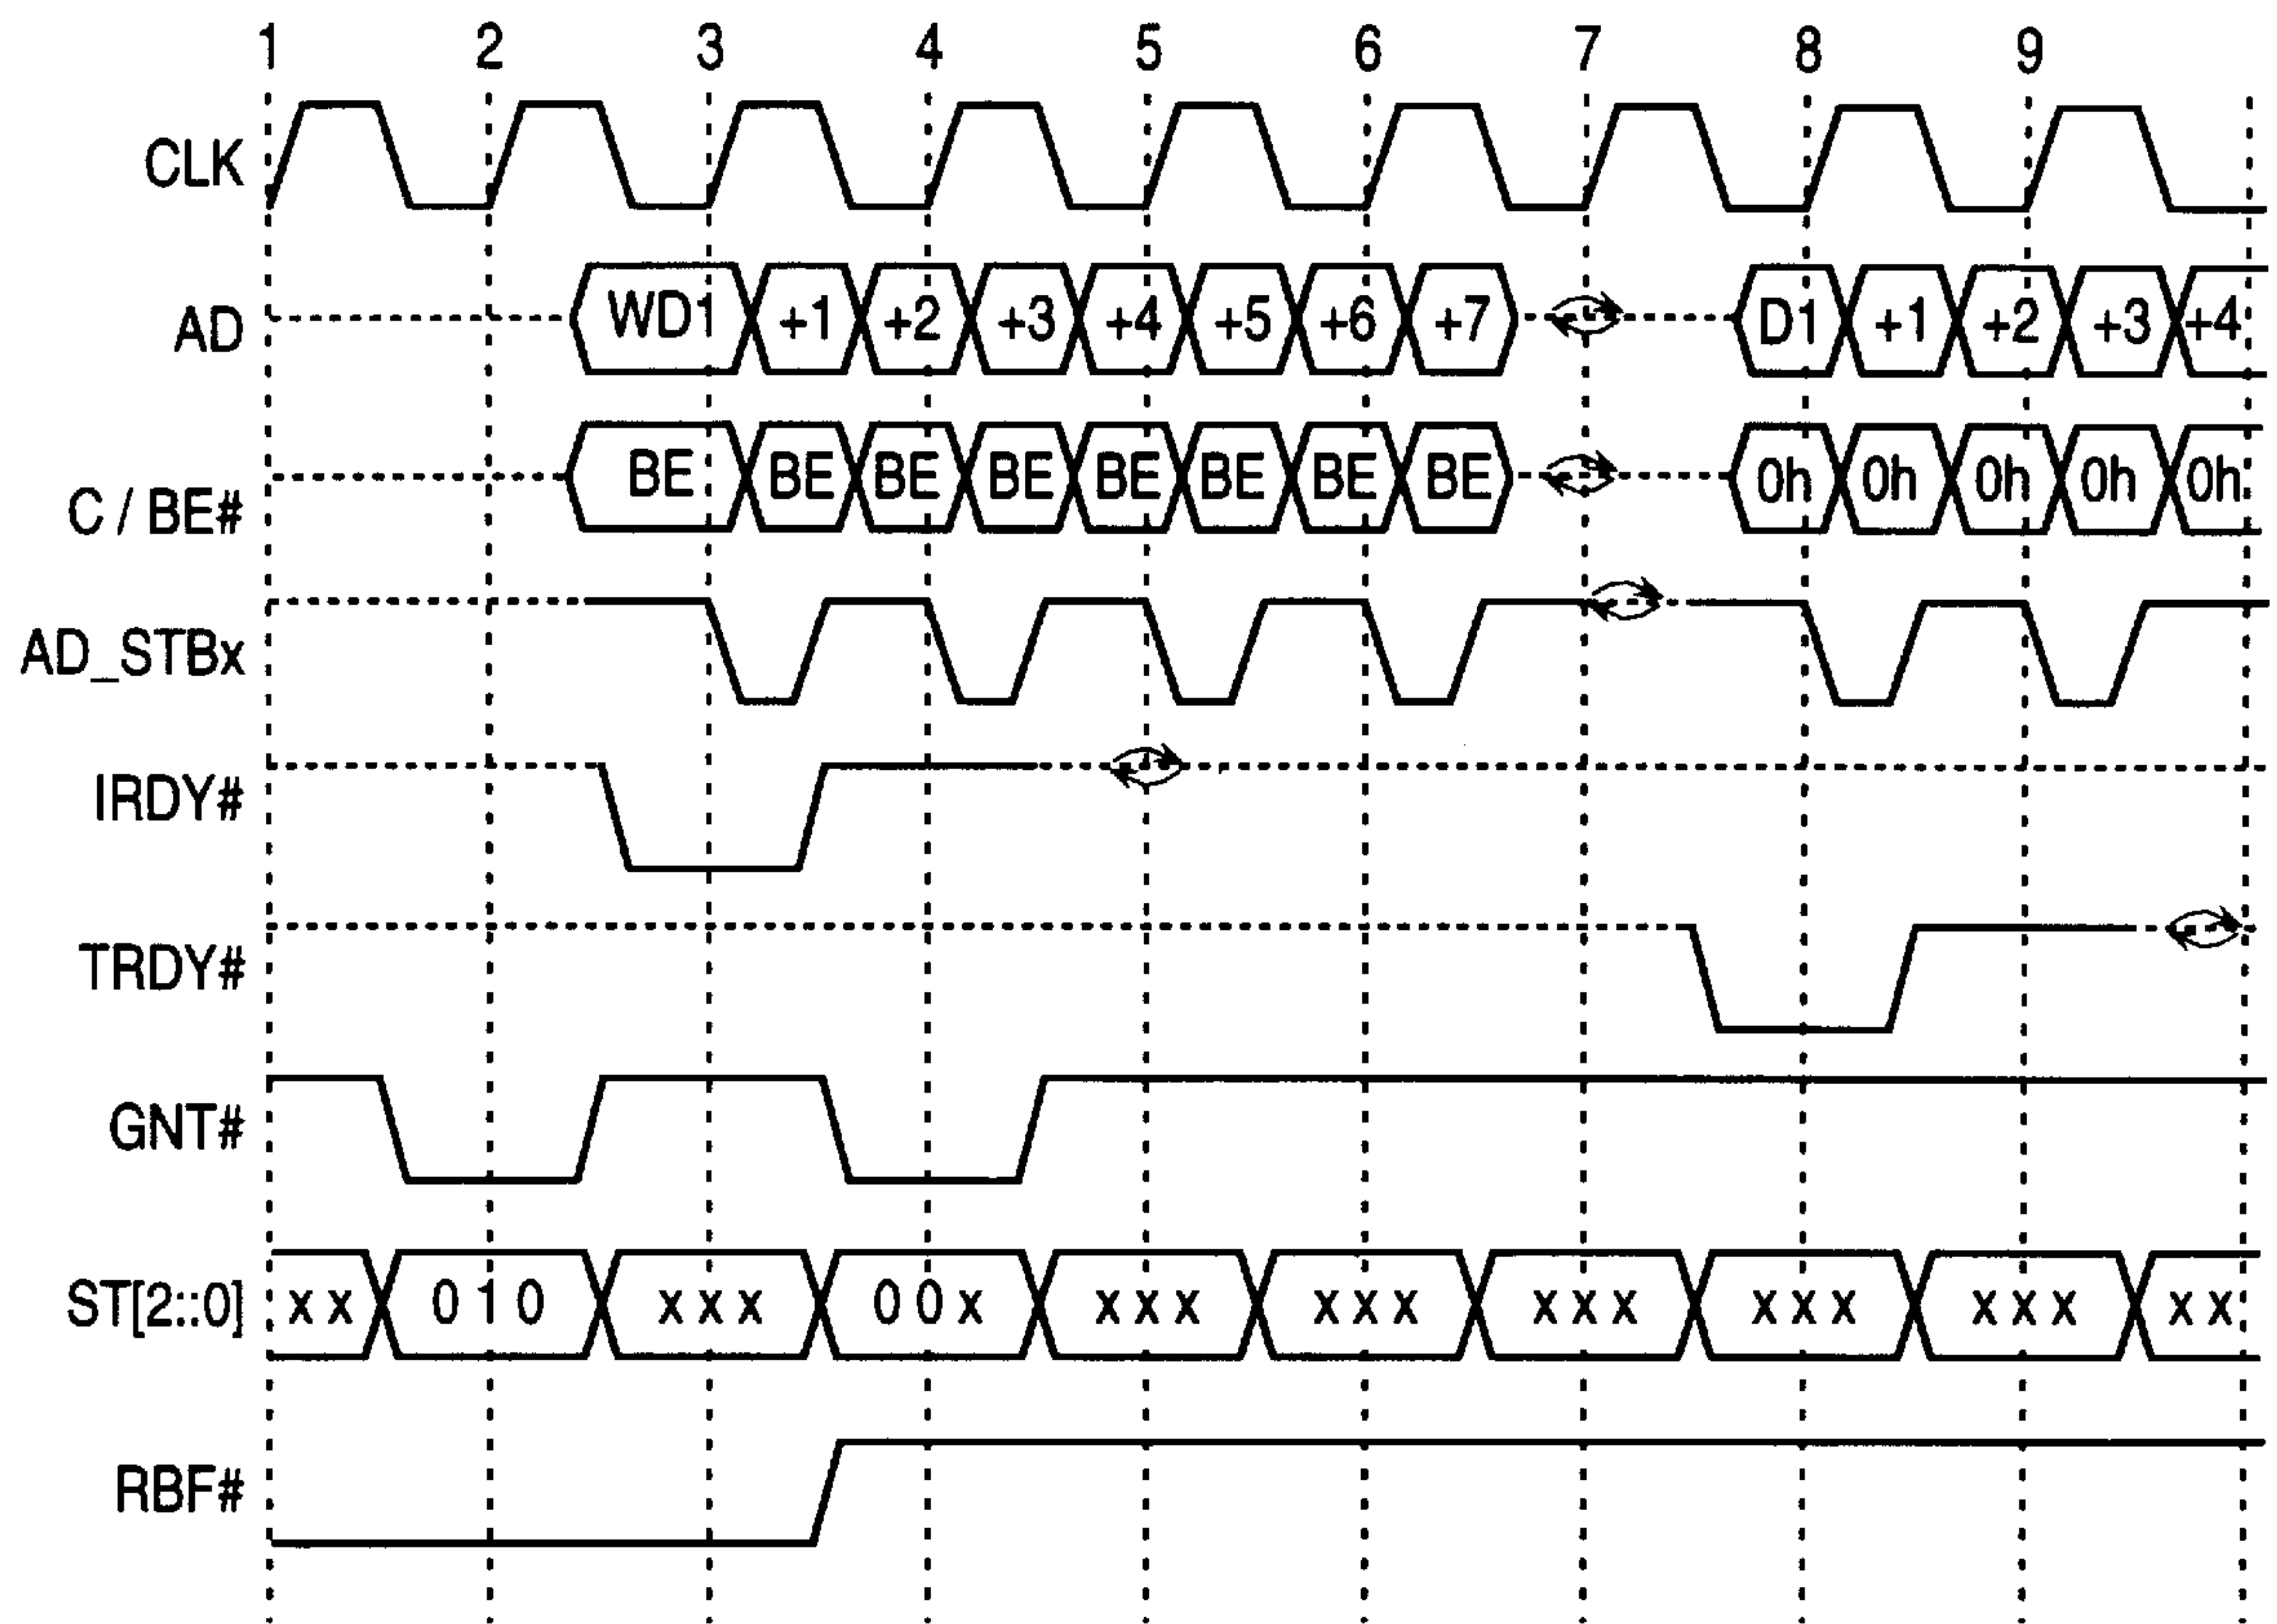 1 2 3 4 5 6 7 8 9
CLK
AD WD1 +1 +2 +3 +4 +5 +6 +7 D1 +1 +2 +3 +4
C / BE# BE BE BE BE BE BE BE BE 0h 0h 0h 0h 0h
AD_STBx
IRDY#
TRDY#
GNT#
ST[2::0] x x 0 1 0 x x x 0 0 x x x x x x x x x x x x x x x x x x
RBF#